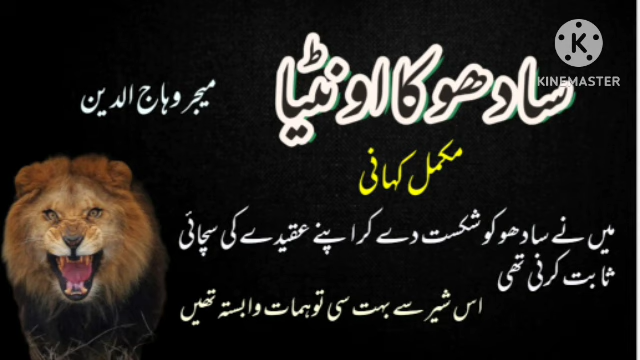 سادھو کا اونٹیا
KINEMASTER
میجر وہاج الدین
مکمل کہانی
میں نے سادھو کو شکست دے کر اپنے عقیدے کی سچائی
ثابت کرنی تھی
اس شیر سے بہت سی توہمات وابستہ تھیں